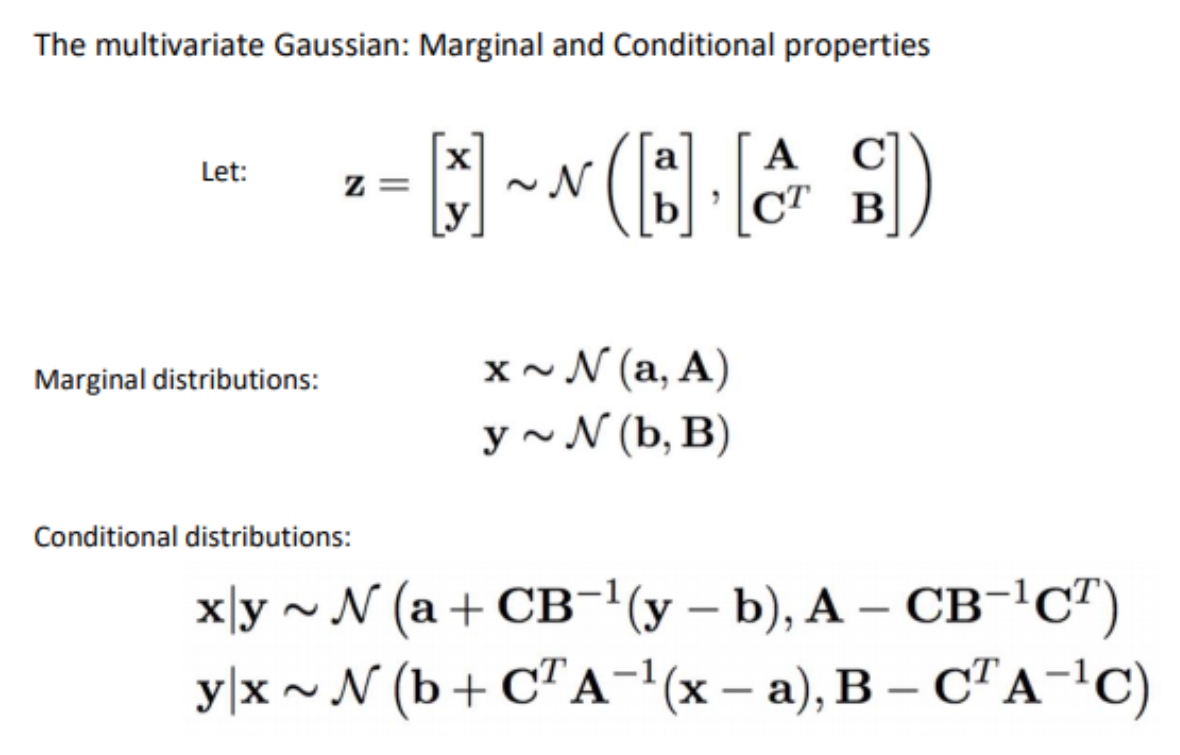 The multivariate Gaussian: Marginal and Conditional properties
Let: $\mathbf{z} = \begin{bmatrix} \mathbf{x} \\ \mathbf{y} \end{bmatrix} \sim \mathcal{N}\left(\begin{bmatrix} \mathbf{a} \\ \mathbf{b} \end{bmatrix}, \begin{bmatrix} \mathbf{A} & \mathbf{C} \\ \mathbf{C}^T & \mathbf{B} \end{bmatrix}\right)$
Marginal distributions: $\mathbf{x} \sim \mathcal{N}(\mathbf{a}, \mathbf{A})$
$\mathbf{y} \sim \mathcal{N}(\mathbf{b}, \mathbf{B})$
Conditional distributions:
$\mathbf{x}|\mathbf{y} \sim \mathcal{N}(\mathbf{a} + \mathbf{C}\mathbf{B}^{-1}(\mathbf{y} - \mathbf{b}), \mathbf{A} - \mathbf{C}\mathbf{B}^{-1}\mathbf{C}^T)$
$\mathbf{y}|\mathbf{x} \sim \mathcal{N}(\mathbf{b} + \mathbf{C}^T\mathbf{A}^{-1}(\mathbf{x} - \mathbf{a}), \mathbf{B} - \mathbf{C}^T\mathbf{A}^{-1}\mathbf{C})$